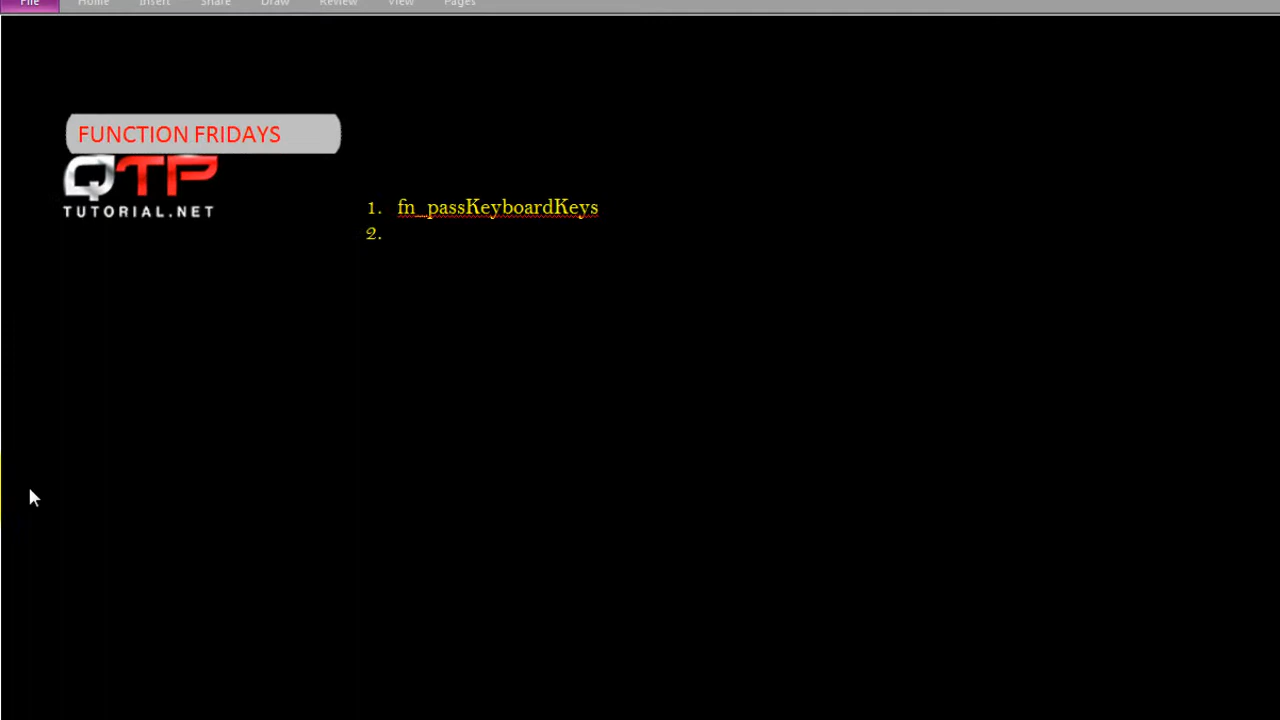 File Home Insert Share Draw Review View Pages
FUNCTION FRIDAYS
QTP
TUTORIAL.NET
1. fn_passKeyboardKeys
2.